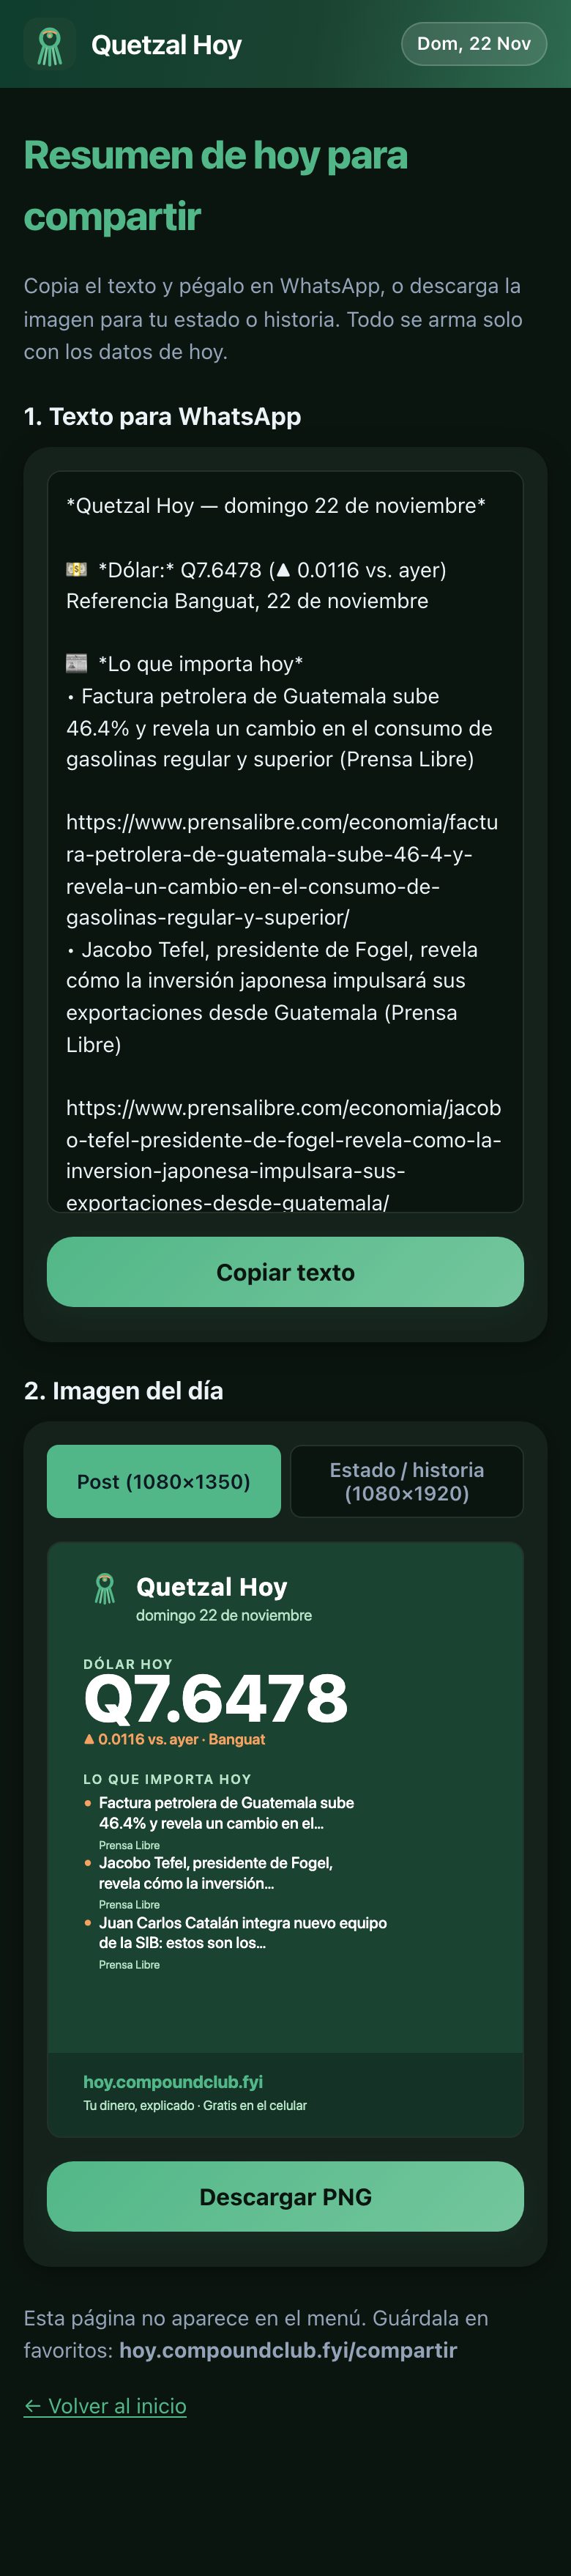 Quetzal Hoy
Dom, 22 Nov
Resumen de hoy para
compartir
Copia el texto y pégalo en WhatsApp, o descarga la
imagen para tu estado o historia. Todo se arma solo
con los datos de hoy.
1. Texto para WhatsApp
*Quetzal Hoy — domingo 22 de noviembre*
💵 *Dólar:* Q7.6478 (▲ 0.0116 vs. ayer)
Referencia Banguat, 22 de noviembre
📰 *Lo que importa hoy*
• Factura petrolera de Guatemala sube
46.4% y revela un cambio en el consumo de
gasolinas regular y superior (Prensa Libre)
https://www.prensalibre.com/economia/factu
ra-petrolera-de-guatemala-sube-46-4-y-
revela-un-cambio-en-el-consumo-de-
gasolinas-regular-y-superior/
• Jacobo Tefel, presidente de Fogel, revela
cómo la inversión japonesa impulsará sus
exportaciones desde Guatemala (Prensa
Libre)
https://www.prensalibre.com/economia/jacob
o-tefel-presidente-de-fogel-revela-como-la-
inversion-japonesa-impulsara-sus-
exportaciones-desde-guatemala/
Copiar texto
2. Imagen del día
Post (1080×1350)
Estado / historia
(1080×1920)
Quetzal Hoy
domingo 22 de noviembre
DÓLAR HOY
Q7.6478
▲ 0.0116 vs. ayer · Banguat
LO QUE IMPORTA HOY
• Factura petrolera de Guatemala sube
46.4% y revela un cambio en el...
Prensa Libre
• Jacobo Tefel, presidente de Fogel,
revela cómo la inversión...
Prensa Libre
• Juan Carlos Catalán integra nuevo equipo
de la SIB: estos son los...
Prensa Libre
hoy.compoundclub.fyi
Tu dinero, explicado · Gratis en el celular
Descargar PNG
Esta página no aparece en el menú. Guárdala en
favoritos: hoy.compoundclub.fyi/compartir
← Volver al inicio